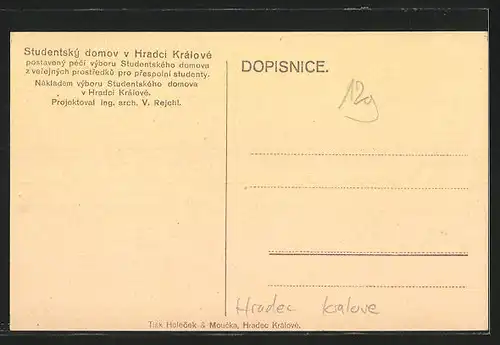 Studentský domov v Hradci Králové
postavený péčí výboru Studentského domova
z veřejných prostředků pro přespolní studenty.
Nákladem výboru Studentského domova
v Hradci Králové.
Projektoval ing. arch. V. Rejchl.
DOPISNICE.
Hradec Kralove
Tisk Holeček & Moučka, Hradec Králové.